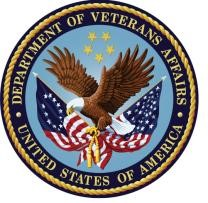 DEPARTMENT OF VETERANS AFFAIRS
UNITED STATES OF AMERICA